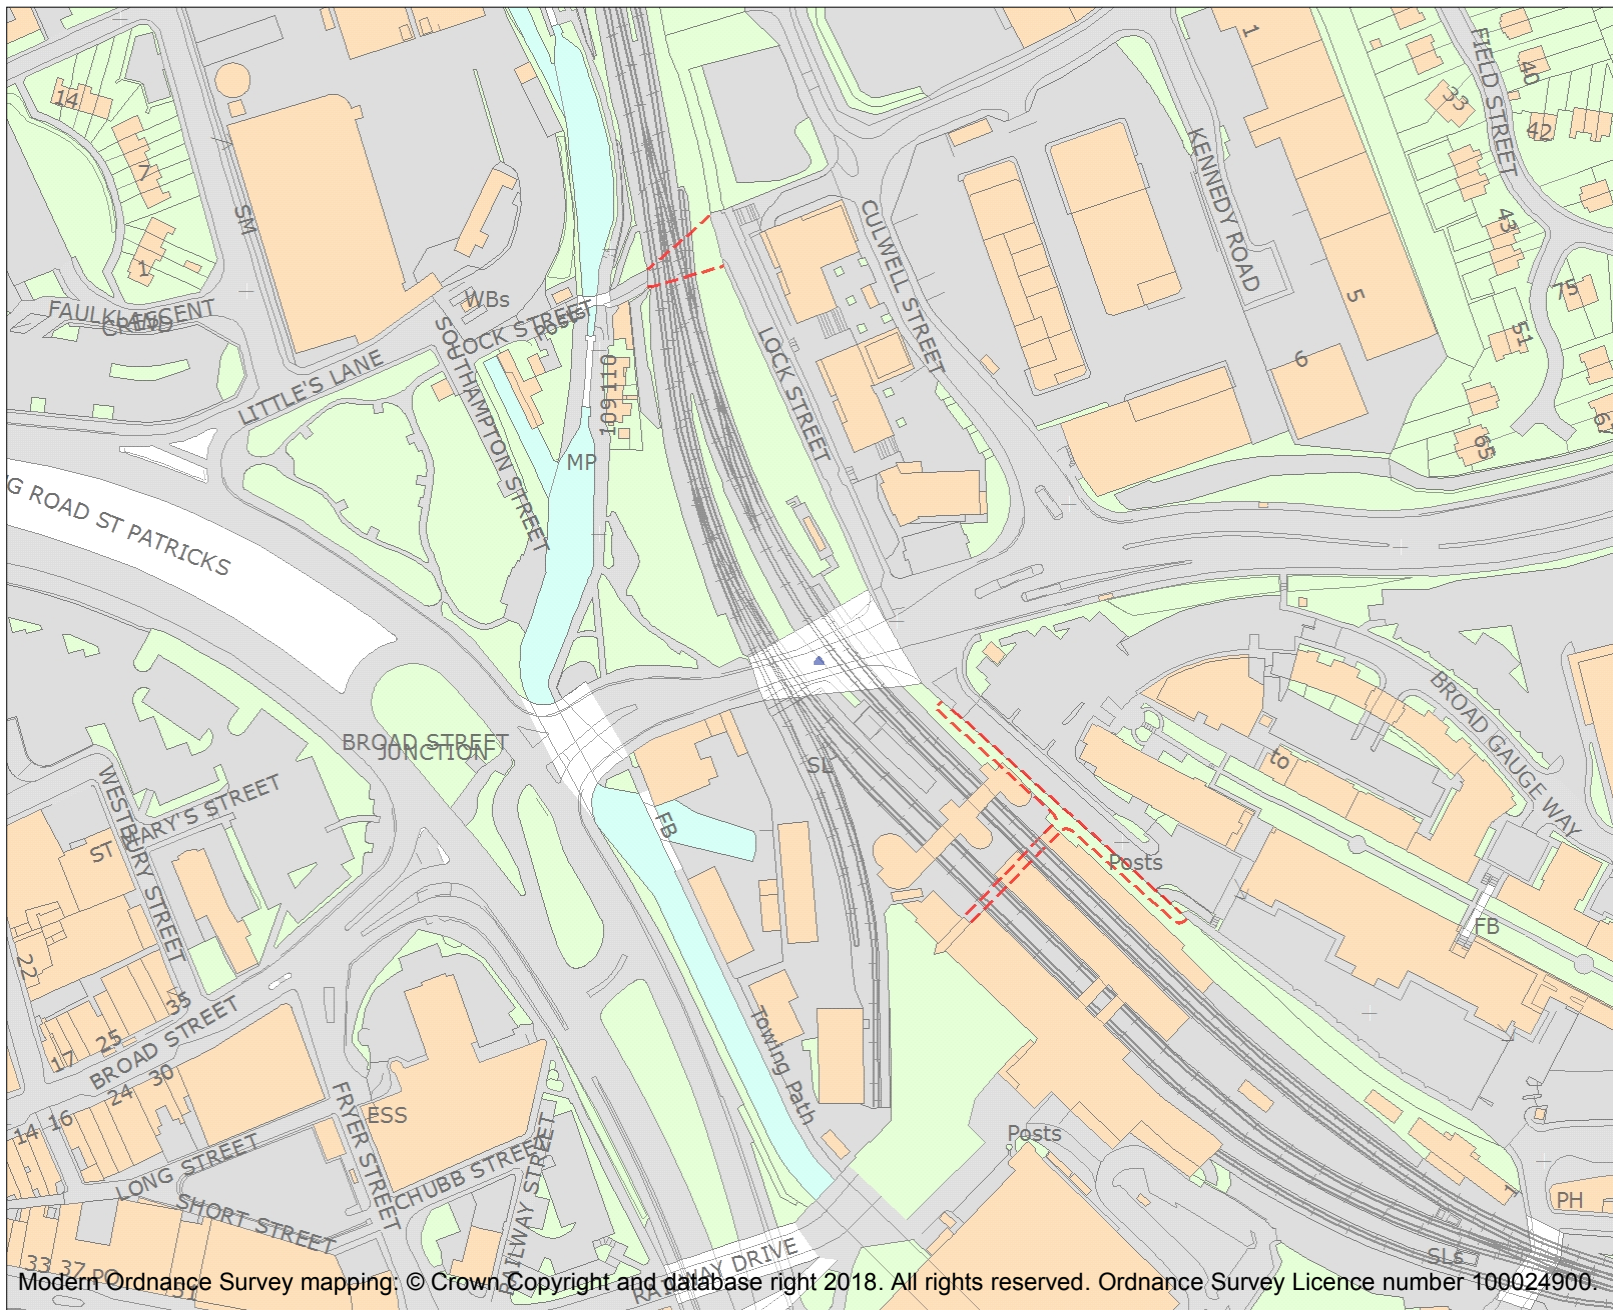 14
7
1
SM
7
1
FIELD STREET
40
33
42
KENNEDY ROAD
CULWELL STREET
43
75
5
51
6
65
FAULKLAND
CRESCENT
WBs
LOCK STREET
Posts
SOUTHAMPTON STREET
LITTLE'S LANE
109
110
LOCK STREET
MP
G ROAD ST PATRICKS
BROAD STREET
JUNCTION
SL
BROAD GAUGE WAY
to
WESTBURY STREET
ST MARY'S STREET
FB
Posts
FB
22
35
25
17
BROAD STREET
30
24
16
14
Towing Path
FRYER STREET
ESS
CHUBB STREET
RAILWAY STREET
LONG STREET
SHORT STREET
Posts
1
PH
33
37
PO
51
RAILWAY DRIVE
SLs
Modern Ordnance Survey mapping: © Crown Copyright and database right 2018. All rights reserved. Ordnance Survey Licence number 100024900.